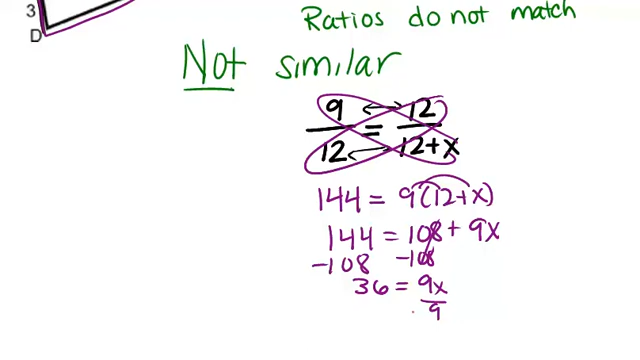 3
D
Ratios do not match
Not similar
9/12 = 12/12+x
144 = 9(12+x)
144 = 108 + 9x
-108 -108
36 = 9x
9